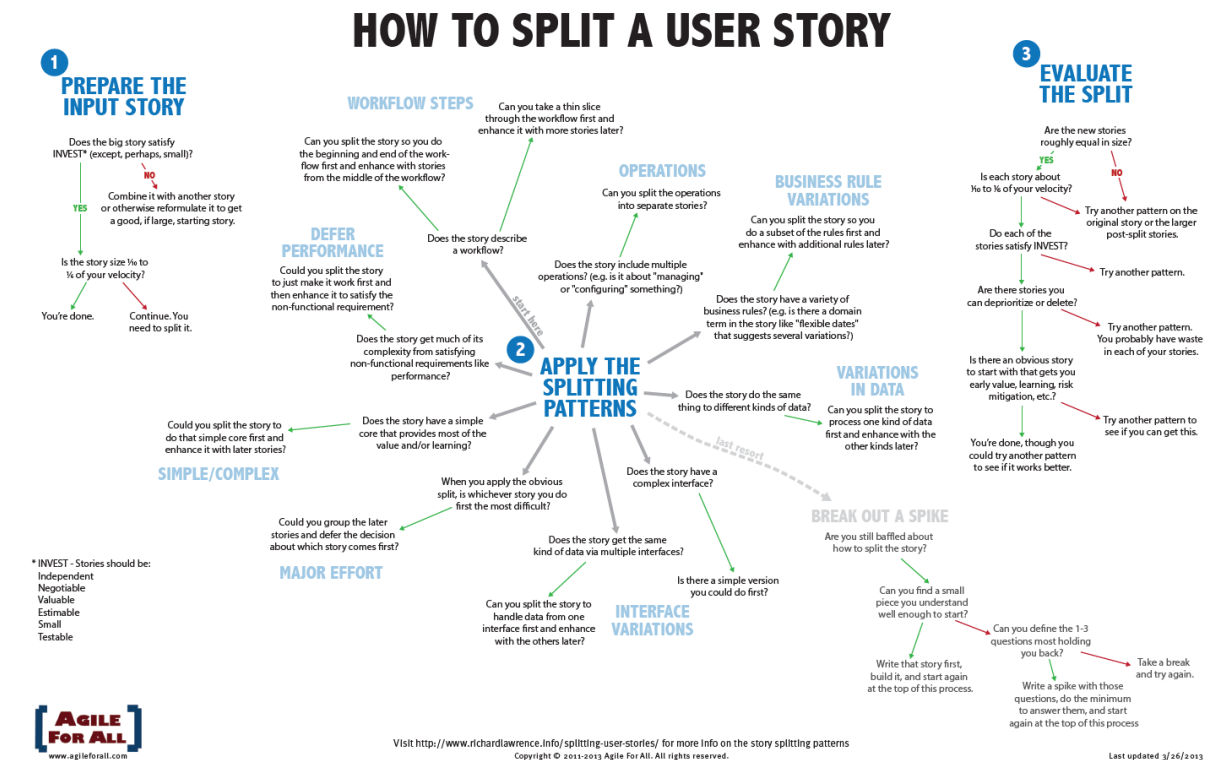 HOW TO SPLIT A USER STORY
1
PREPARE THE
INPUT STORY
Does the big story satisfy
INVEST* (except, perhaps, small)?
NO
Combine it with another story
or otherwise reformulate it to get
a good, if large, starting story.
YES
Is the story size ⅒ to
⅙ of your velocity?
You're done.
Continue. You
need to split it.
2
APPLY THE
SPLITTING
PATTERNS
start here
WORKFLOW STEPS
Does the story describe
a workflow?
Can you split the story so you do
the beginning and end of the work-
flow first and enhance with stories
from the middle of the workflow?
Can you take a thin slice
through the workflow first and
enhance it with more stories later?
OPERATIONS
Can you split the operations
into separate stories?
Does the story include multiple
operations? (e.g. is it about "managing"
or "configuring" something?)
BUSINESS RULE
VARIATIONS
Can you split the story so you
do a subset of the rules first and
enhance with additional rules later?
Does the story have a variety of
business rules? (e.g. is there a domain
term in the story like "flexible dates"
that suggests several variations?)
VARIATIONS
IN DATA
Does the story do the same
thing to different kinds of data?
Can you split the story to
process one kind of data
first and enhance with the
other kinds later?
DEFER
PERFORMANCE
Could you split the story
to just make it work first and
then enhance it to satisfy the
non-functional requirement?
Does the story get much of its
complexity from satisfying
non-functional requirements like
performance?
Does the story have a simple
core that provides most of the
value and/or learning?
Could you split the story to
do that simple core first and
enhance it with later stories?
SIMPLE/COMPLEX
When you apply the obvious
split, is whichever story you do
first the most difficult?
Could you group the later
stories and defer the decision
about which story comes first?
MAJOR EFFORT
Does the story get the same
kind of data via multiple interfaces?
Can you split the story to
handle data from one
interface first and enhance
with the others later?
Does the story have a
complex interface?
Is there a simple version
you could do first?
INTERFACE
VARIATIONS
last resort
BREAK OUT A SPIKE
Are you still baffled about
how to split the story?
Can you find a small
piece you understand
well enough to start?
Write that story first,
build it, and start again
at the top of this process.
Can you define the 1-3
questions most holding
you back?
Take a break
and try again.
Write a spike with those
questions, do the minimum
to answer them, and start
again at the top of this process
3
EVALUATE
THE SPLIT
Are the new stories
roughly equal in size?
YES
NO
Is each story about
⅒ to ⅙ of your velocity?
Try another pattern on the
original story or the larger
post-split stories.
Do each of the
stories satisfy INVEST?
Try another pattern.
Are there stories you
can deprioritize or delete?
Try another pattern.
You probably have waste
in each of your stories.
Is there an obvious story
to start with that gets you
early value, learning, risk
mitigation, etc.?
Try another pattern to
see if you can get this.
You're done, though you
could try another pattern
to see if it works better.
* INVEST - Stories should be:
Independent
Negotiable
Valuable
Estimable
Small
Testable
AGILE
FOR ALL
www.agileforall.com
Visit http://www.richardlawrence.info/splitting-user-stories/ for more info on the story splitting patterns
Copyright © 2011-2013 Agile For All. All rights reserved.
Last updated 3/26/2013